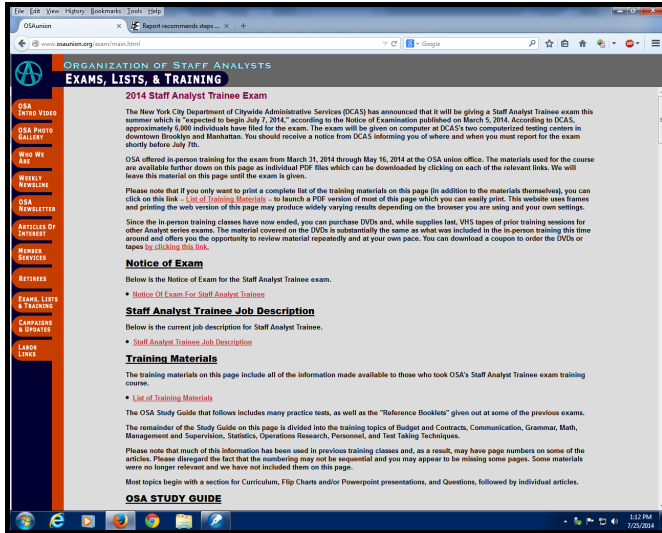 File Edit View History Bookmarks Tools Help
OSAunion
Report recommends steps ...
www.osaunion.org/exam/main.html
Google
ORGANIZATION OF STAFF ANALYSTS
EXAMS, LISTS, & TRAINING
OSA
INTRO VIDEO
OSA PHOTO
GALLERY
WHO WE
ARE
WEEKLY
NEWSLINE
OSA
NEWSLETTER
ARTICLES OF
INTEREST
MEMBER
SERVICES
RETIREES
EXAMS, LISTS
& TRAINING
CAMPAIGNS
& UPDATES
LABOR
LINKS
2014 Staff Analyst Trainee Exam
The New York City Department of Citywide Administrative Services (DCAS) has announced that it will be giving a Staff Analyst Trainee exam this
summer which is "expected to begin July 7, 2014," according to the Notice of Examination published on March 5, 2014. According to DCAS,
approximately 6,000 individuals have filed for the exam. The exam will be given on computer at DCAS's two computerized testing centers in
downtown Brooklyn and Manhattan. You should receive a notice from DCAS informing you of where and when you must report for the exam
shortly before July 7th.
OSA offered in-person training for the exam from March 31, 2014 through May 16, 2014 at the OSA union office. The materials used for the course
are available further down on this page as individual PDF files which can be downloaded by clicking on each of the relevant links. We will
leave this material on this page until the exam is given.
Please note that if you only want to print a complete list of the training materials on this page (in addition to the materials themselves), you can
click on this link -- List of Training Materials -- to launch a PDF version of most of this page which you can easily print. This website uses frames
and printing the web version of this page may produce widely varying results depending on the browser you are using and your own settings.
Since the in-person training classes have now ended, you can purchase DVDs and, while supplies last, VHS tapes of prior training sessions for
other Analyst series exams. The material covered on the DVDs is substantially the same as what was included in the in-person training this time
around and offers you the opportunity to review material repeatedly and at your own pace. You can download a coupon to order the DVDs or
tapes by clicking this link.
Notice of Exam
Below is the Notice of Exam for the Staff Analyst Trainee exam.
• Notice Of Exam For Staff Analyst Trainee
Staff Analyst Trainee Job Description
Below is the current job description for Staff Analyst Trainee.
• Staff Analyst Trainee Job Description
Training Materials
The training materials on this page include all of the information made available to those who took OSA's Staff Analyst Trainee exam training
course.
• List of Training Materials
The OSA Study Guide that follows includes many practice tests, as well as the "Reference Booklets" given out at some of the previous exams.
The remainder of the Study Guide on this page is divided into the training topics of Budget and Contracts, Communication, Grammar, Math,
Management and Supervision, Statistics, Operations Research, Personnel, and Test Taking Techniques.
Please note that much of this information has been used in previous training classes and, as a result, may have page numbers on some of the
articles. Please disregard the fact that the numbering may not be sequential and you may appear to be missing some pages. Some materials
were no longer relevant and we have not included them on this page.
Most topics begin with a section for Curriculum, Flip Charts and/or Powerpoint presentations, and Questions, followed by individual articles.
OSA STUDY GUIDE
1:12 PM
7/25/2014